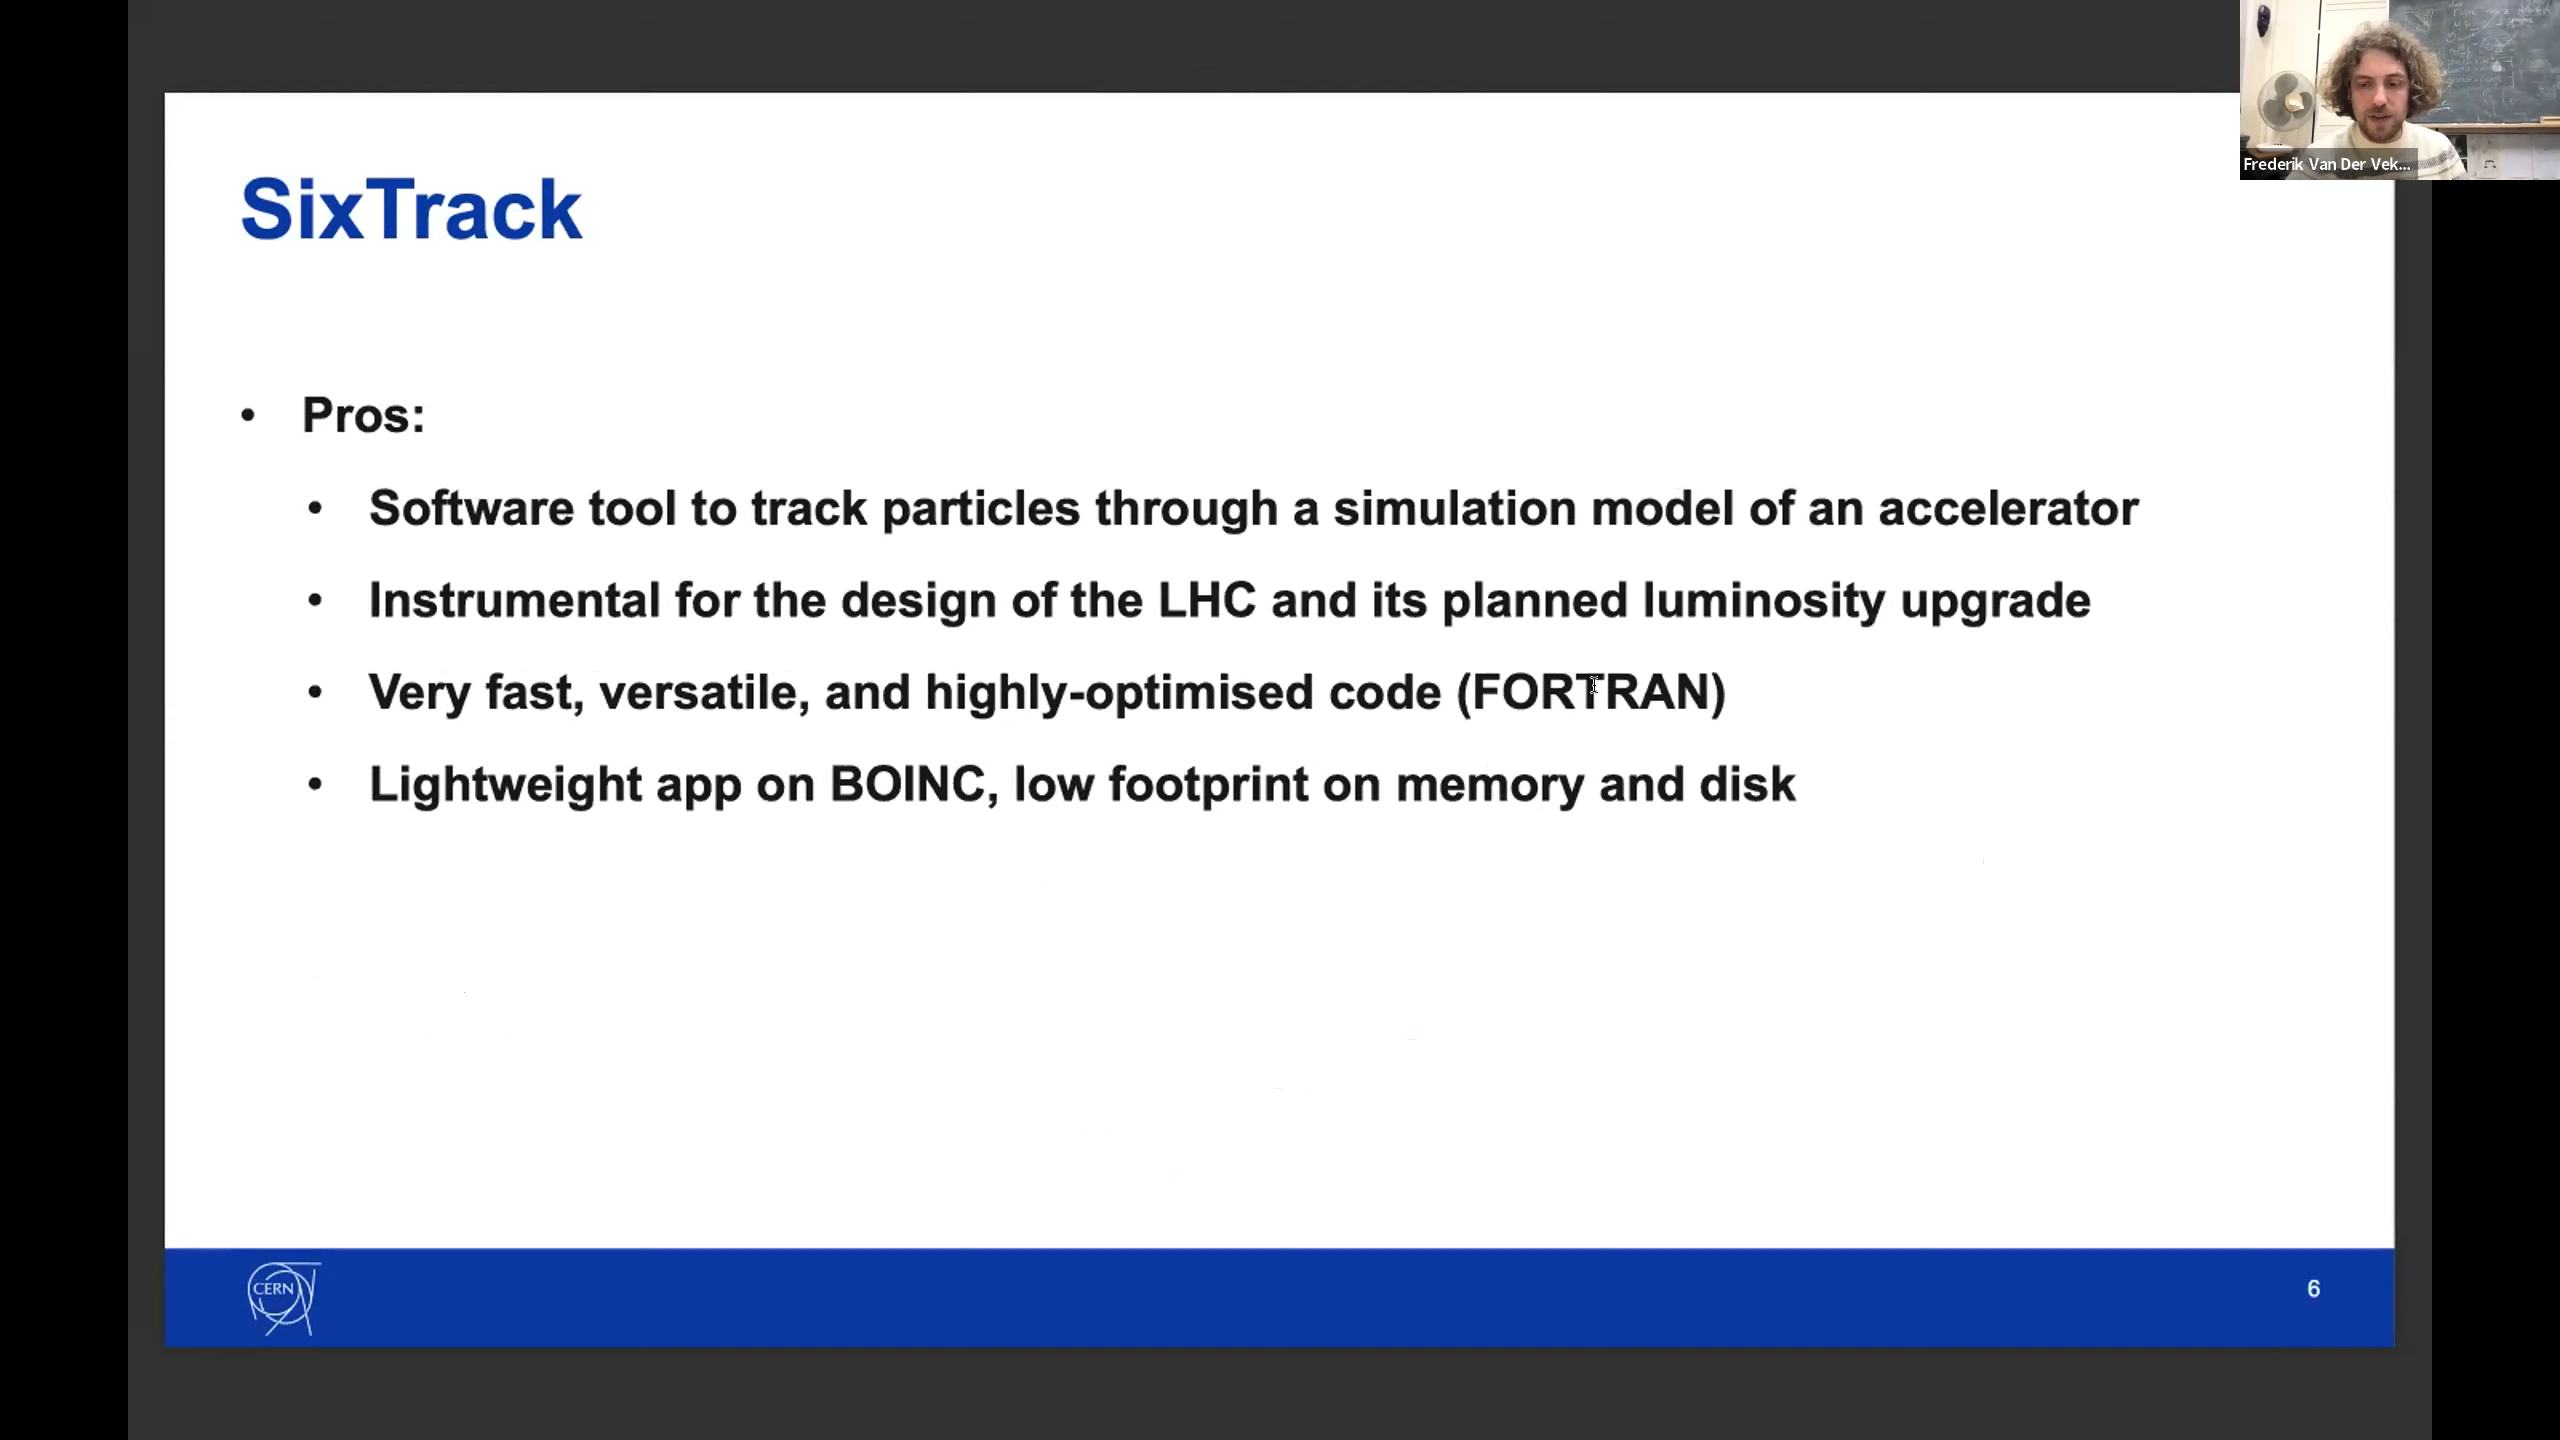 SixTrack
• Pros:
• Software tool to track particles through a simulation model of an accelerator
• Instrumental for the design of the LHC and its planned luminosity upgrade
• Very fast, versatile, and highly-optimised code (FORTRAN)
• Lightweight app on BOINC, low footprint on memory and disk
CERN
6
Frederik Van Der Vek...